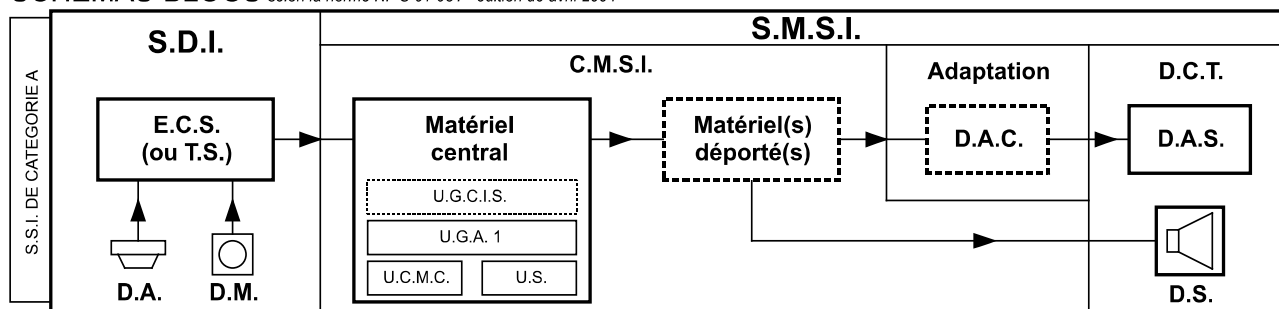 S.S.I. DE CATEGORIE A
S.D.I.
S.M.S.I.
C.M.S.I.
Adaptation
D.C.T.
E.C.S.
(ou T.S.)
Matériel
central
Matériel(s)
déporté(s)
D.A.C.
D.A.S.
U.G.C.I.S.
U.G.A. 1
U.C.M.C.
U.S.
D.A.
D.M.
D.S.